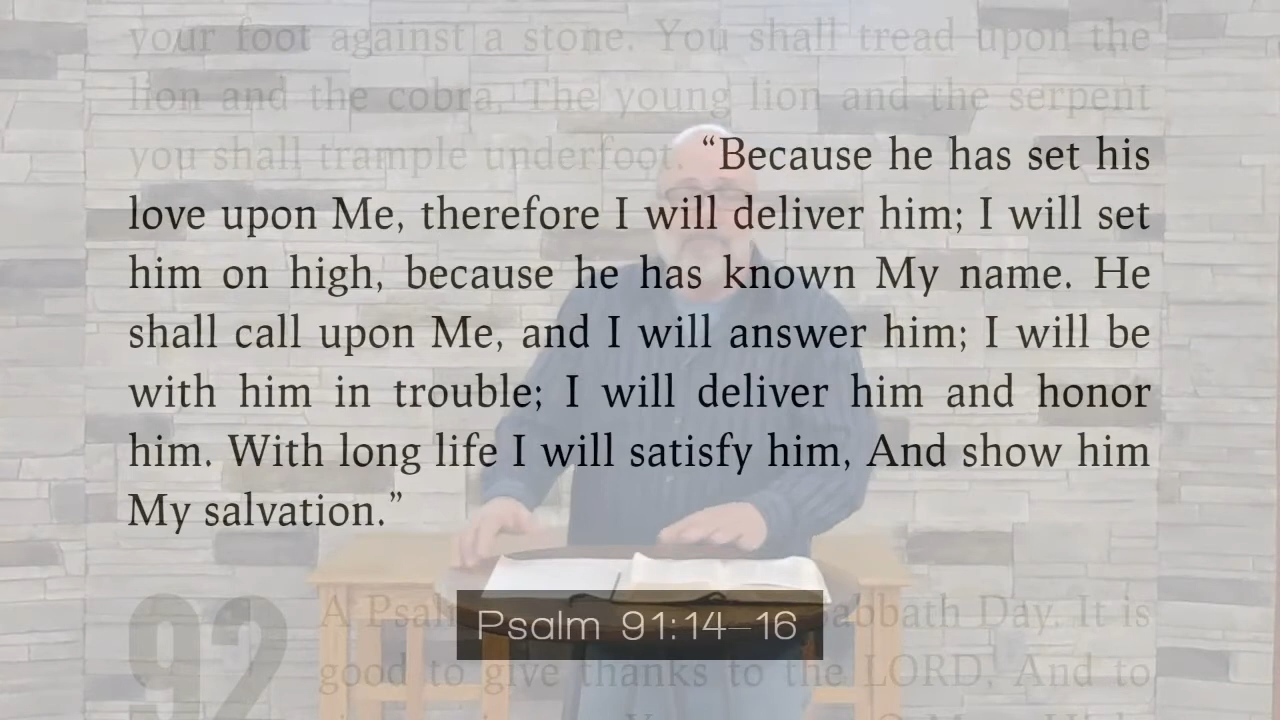 your foot against a stone. You shall tread upon the
lion and the cobra, The young lion and the serpent
you shall trample underfoot. “Because he has set his
love upon Me, therefore I will deliver him; I will set
him on high, because he has known My name. He
shall call upon Me, and I will answer him; I will be
with him in trouble; I will deliver him and honor
him. With long life I will satisfy him, And show him
My salvation.”
92 A Psalm abbath Day. It is
Psalm 91:14–16
good to give thanks to the LORD, And to